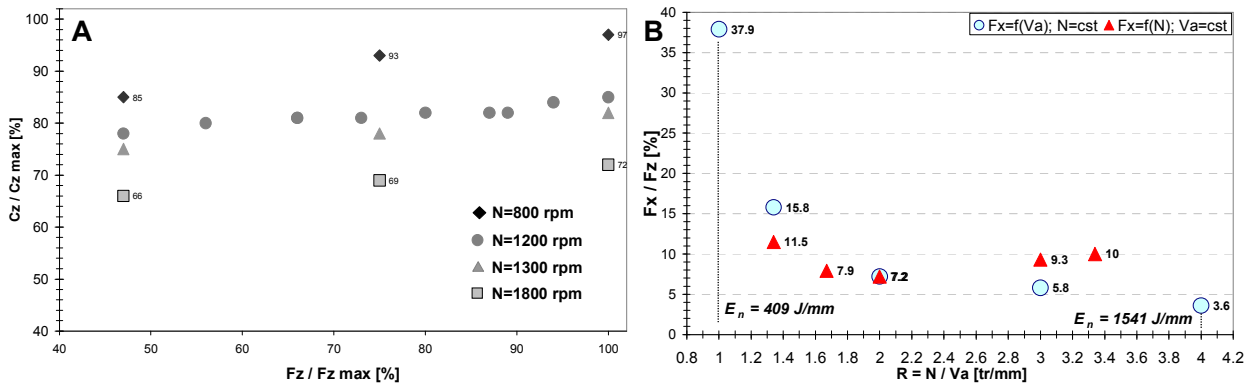 A
Cz / Cz max [%]
100
90
80
70
60
50
40
85
93
97
66
69
72
N=800 rpm
N=1200 rpm
N=1300 rpm
N=1800 rpm
40 50 60 70 80 90 100
Fz / Fz max [%]
B
Fx=f(Va); N=cst Fx=f(N); Va=cst
Fx / Fz [%]
40
35
30
25
20
15
10
5
0
37.9
15.8
11.5
7.9
7.2
9.3
10
5.8
3.6
E n = 409 J/mm
E n = 1541 J/mm
0.8 1 1.2 1.4 1.6 1.8 2 2.2 2.4 2.6 2.8 3 3.2 3.4 3.6 3.8 4 4.2
R = N / Va [tr/mm]